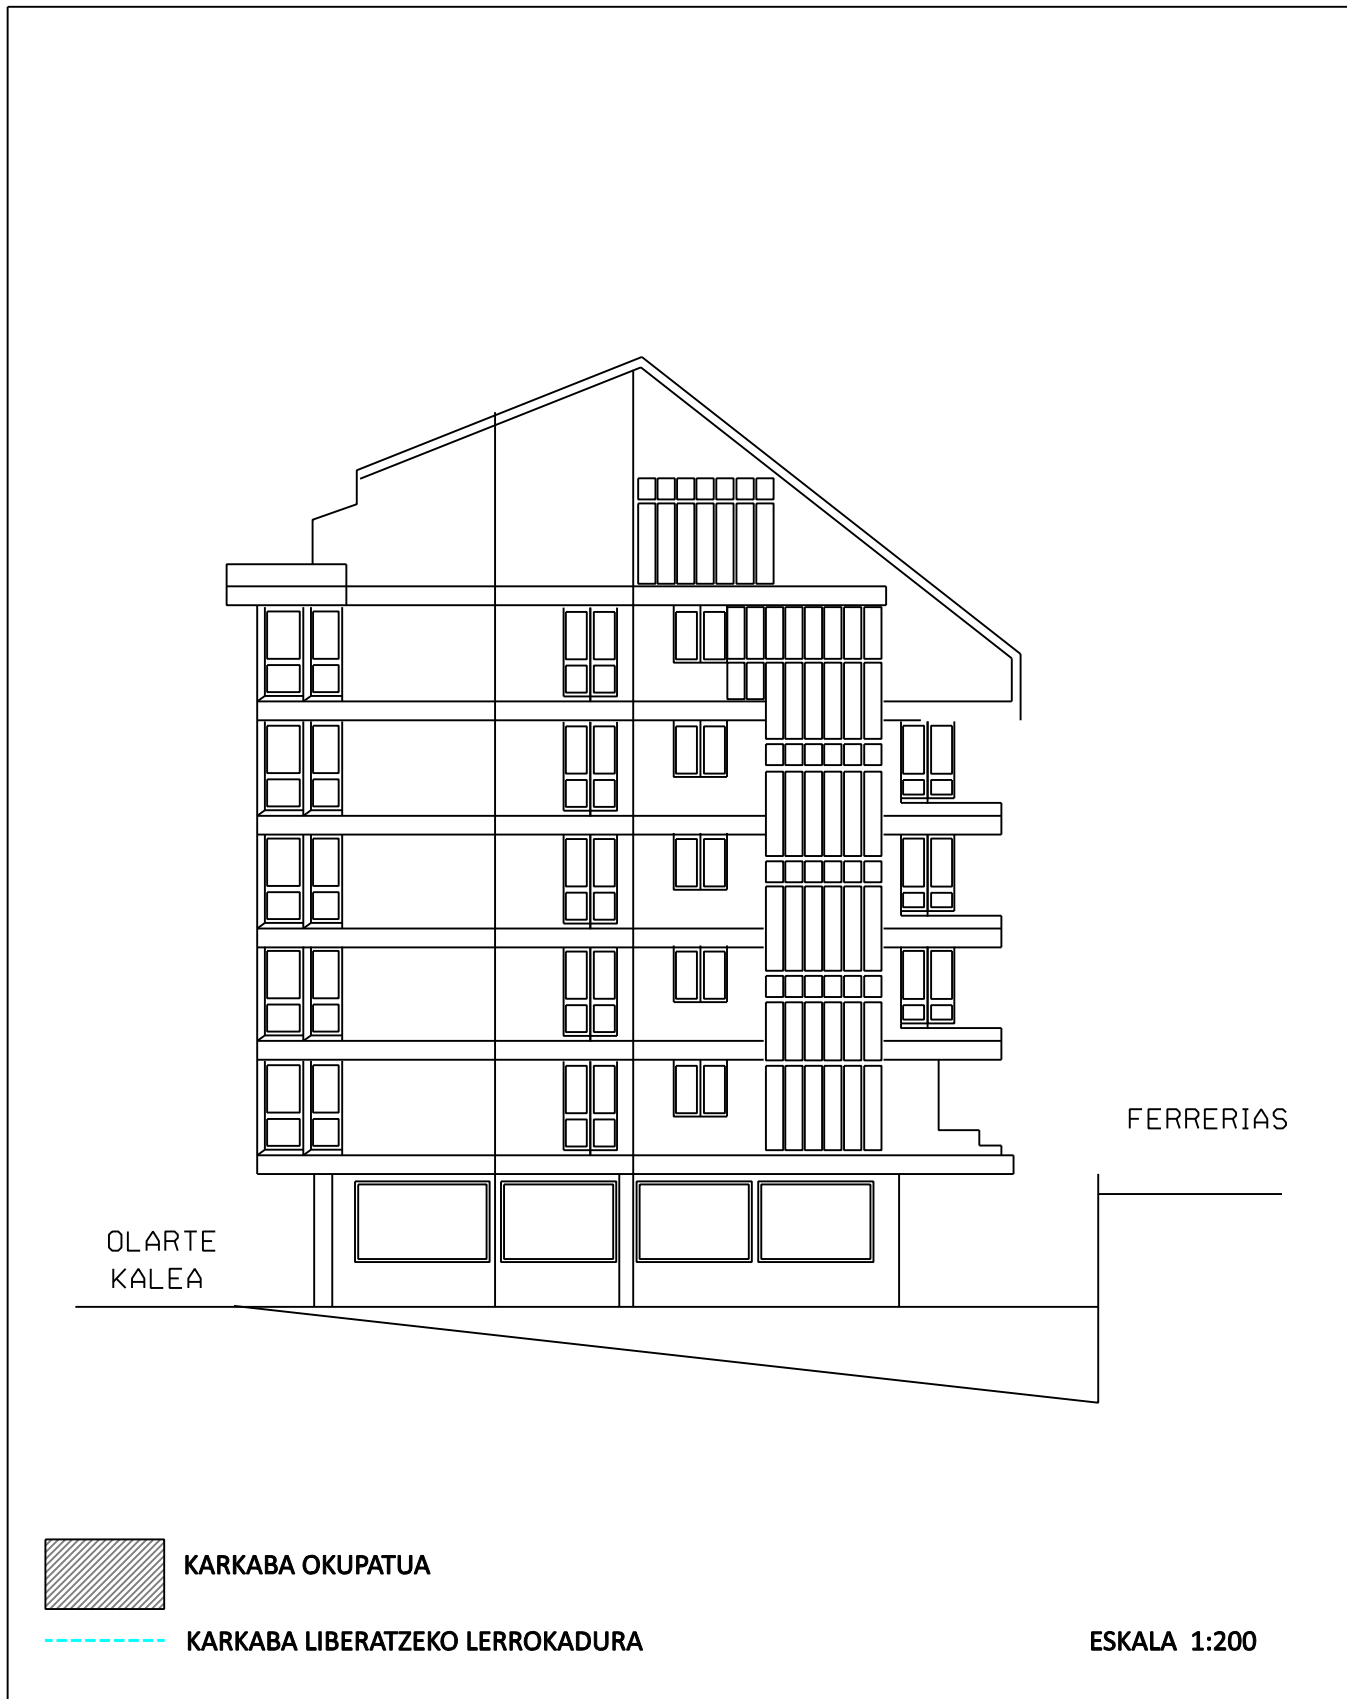 FERRERIAS
OLARTE
KALEA
KARKABA OKUPATUA
KARKABA LIBERATZEKO LERROKADURA
ESKALA 1:200